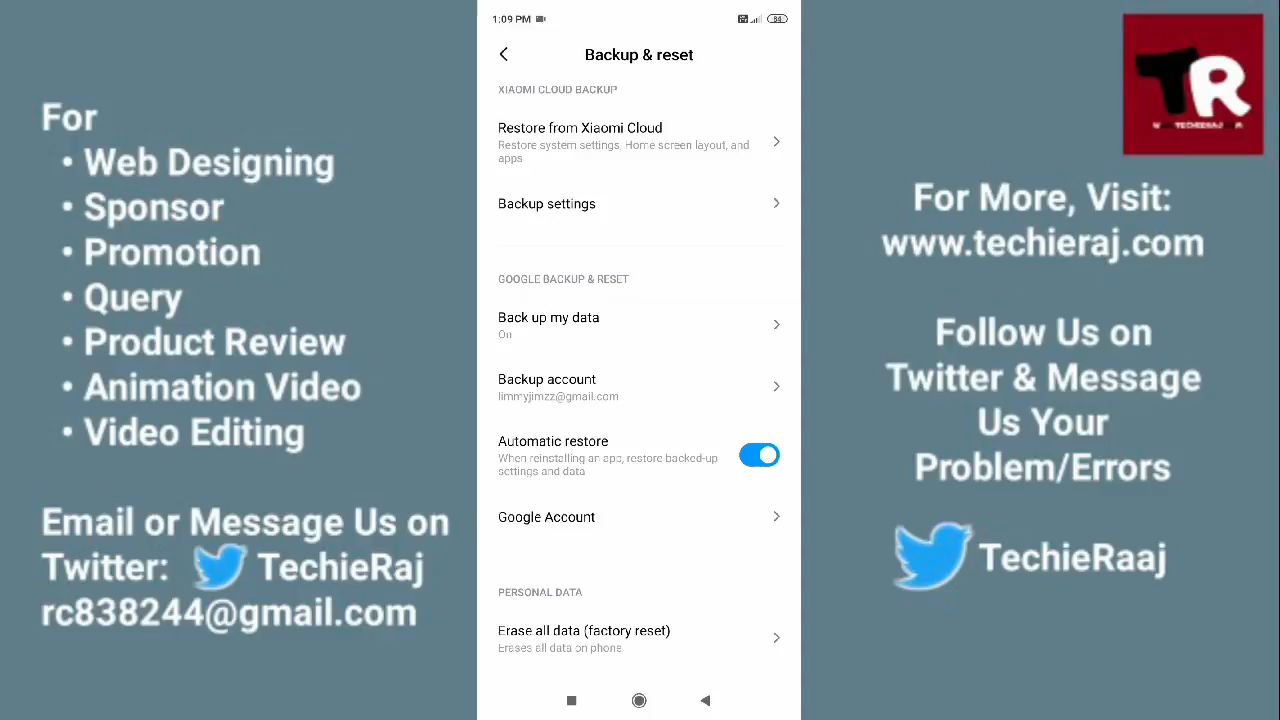 For
• Web Designing
• Sponsor
• Promotion
• Query
• Product Review
• Animation Video
• Video Editing
Email or Message Us on
Twitter: TechieRaj
rc838244@gmail.com
1:09 PM
84
Backup & reset
XIAOMI CLOUD BACKUP
Restore from Xiaomi Cloud
Restore system settings, Home screen layout, and
apps
Backup settings
GOOGLE BACKUP & RESET
Back up my data
On
Backup account
limmyjimzz@gmail.com
Automatic restore
When reinstalling an app, restore backed-up
settings and data
Google Account
PERSONAL DATA
Erase all data (factory reset)
Erases all data on phone
TR
For More, Visit:
www.techieraj.com
Follow Us on
Twitter & Message
Us Your
Problem/Errors
TechieRaaj